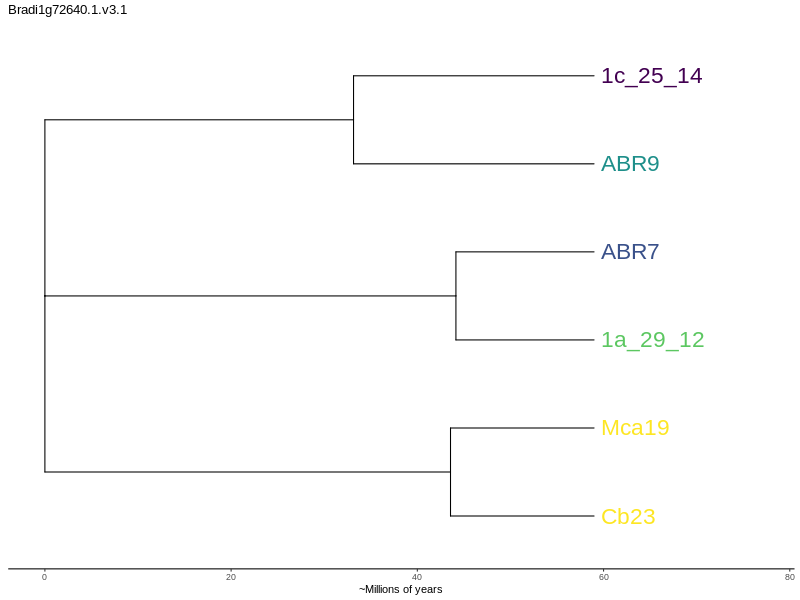 Bradi1g72640.1.v3.1
1c_25_14
ABR9
ABR7
1a_29_12
Mca19
Cb23
0 20 40 60 80
~Millions of years